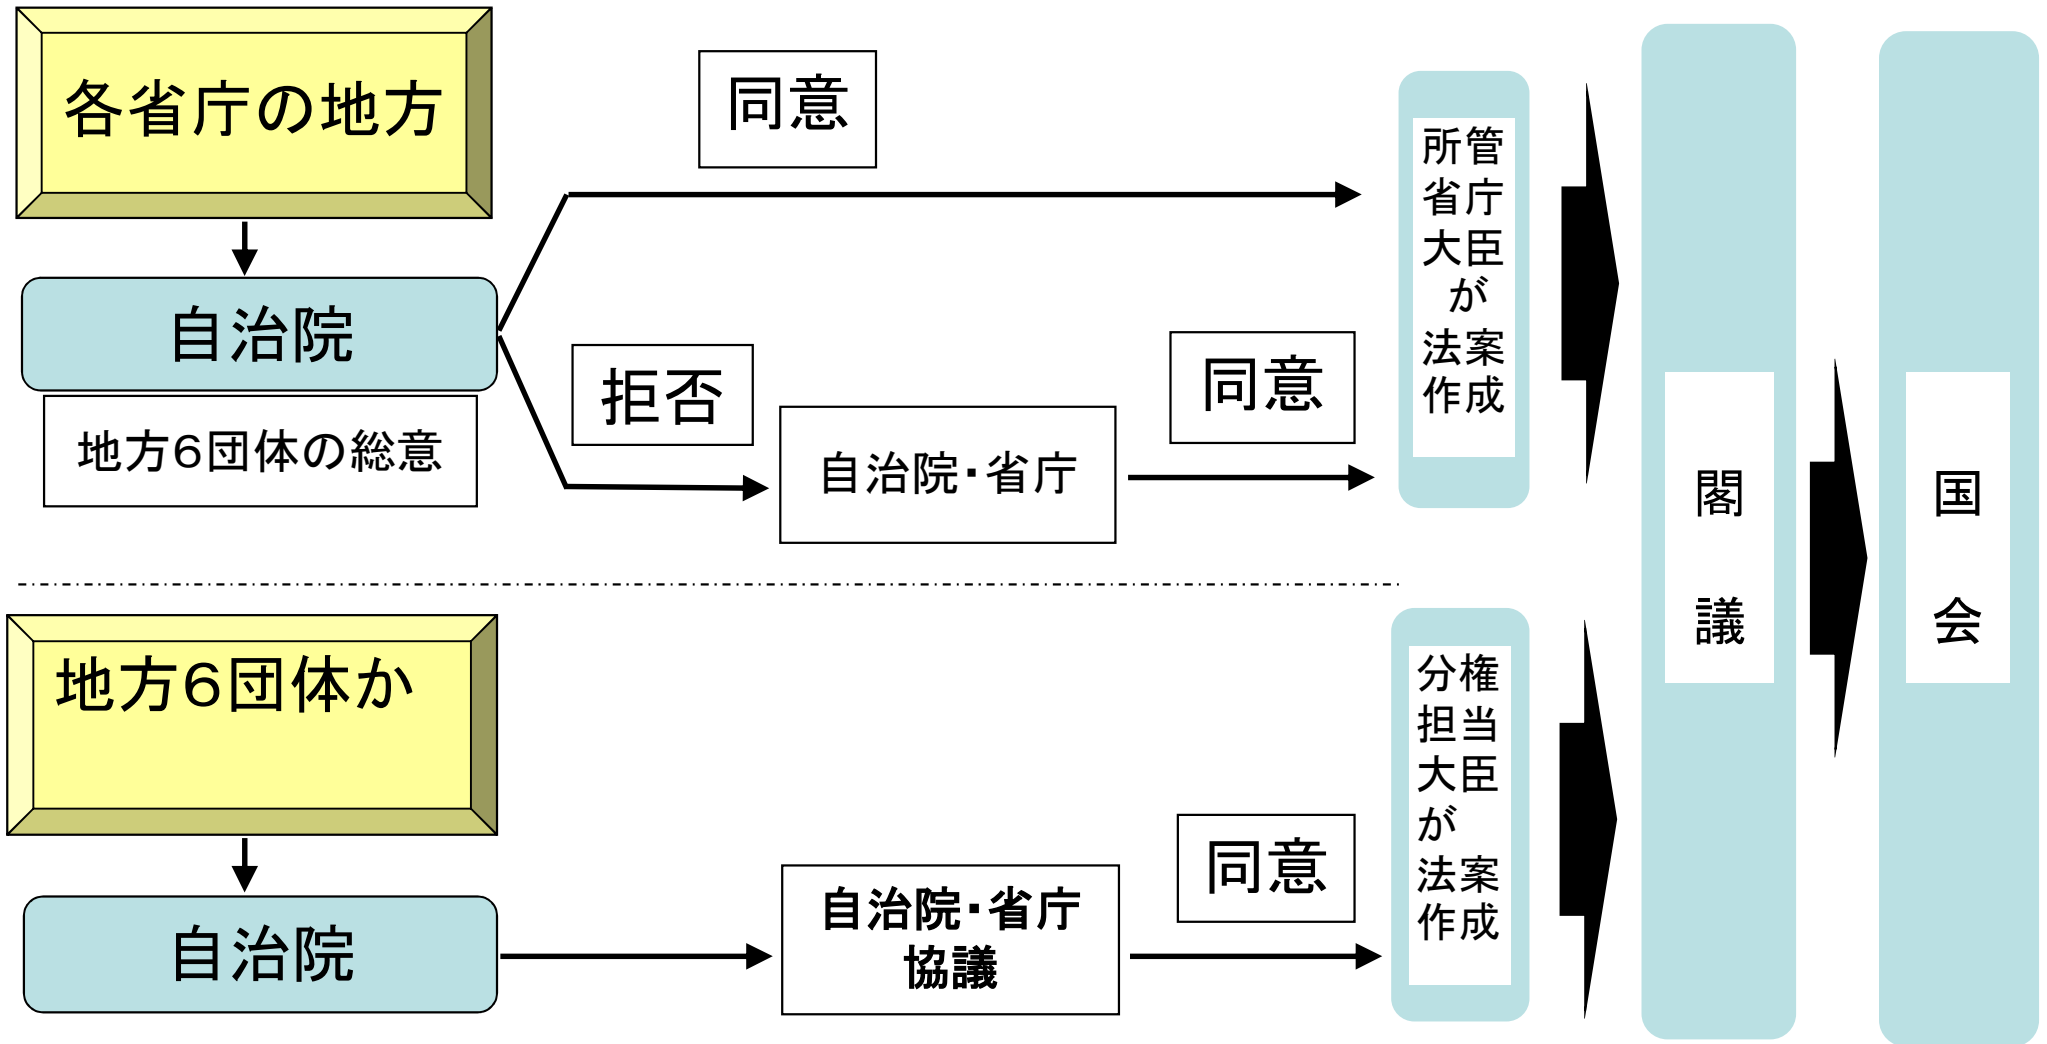 各省庁の地方
自治院
地方６団体の総意
同意
拒否
自治院・省庁
同意
所管
省庁
大臣
が
法案
作成
地方６団体か
自治院
自治院・省庁
協議
同意
分権
担当
大臣
が
法案
作成
閣
議
国
会